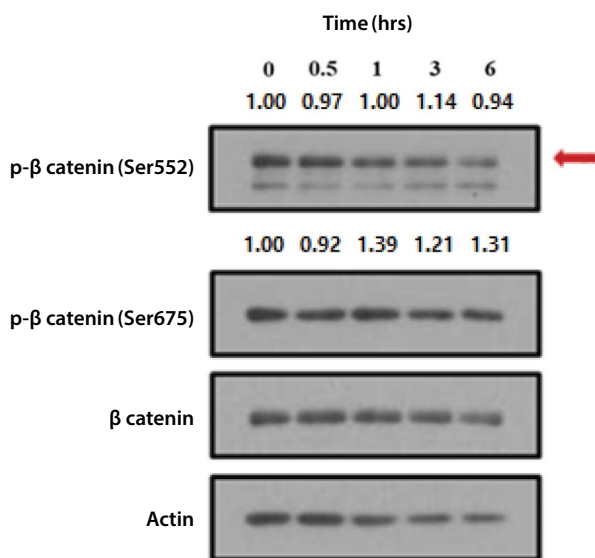 Time (hrs)
0 0.5 1 3 6
1.00 0.97 1.00 1.14 0.94
p-β catenin (Ser552)
1.00 0.92 1.39 1.21 1.31
p-β catenin (Ser675)
β catenin
Actin